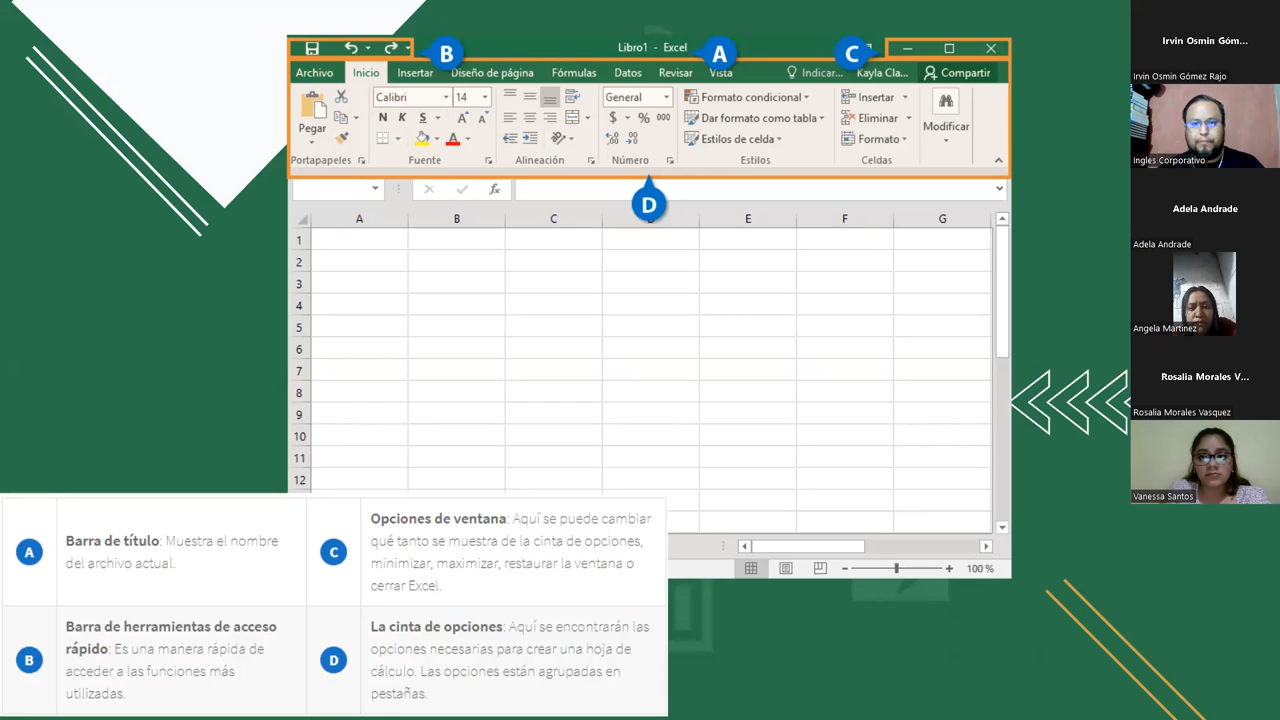 B
Libro1 - Excel
A
C
Archivo Inicio Insertar Diseño de página Fórmulas Datos Revisar Vista Indicar... Kayla Cla... Compartir
Calibri 14
General
Formato condicional
Insertar
Pegar
N K S
$ % 000
Dar formato como tabla
Eliminar
Modificar
Estilos de celda
Formato
Portapapeles Fuente Alineación Número Estilos Celdas
D
fx
A B C E F G
1
2
3
4
5
6
7
8
9
10
11
12
100 %
A
Barra de título: Muestra el nombre
del archivo actual.
C
Opciones de ventana: Aquí se puede cambiar
qué tanto se muestra de la cinta de opciones,
minimizar, maximizar, restaurar la ventana o
cerrar Excel.
B
Barra de herramientas de acceso
rápido: Es una manera rápida de
acceder a las funciones más
utilizadas.
D
La cinta de opciones: Aquí se encontrarán las
opciones necesarias para crear una hoja de
cálculo. Las opciones están agrupadas en
pestañas.
Irvin Osmin Góm...
Irvin Osmin Gómez Rajo
Ingles Corporativo
Adela Andrade
Adela Andrade
Angela Martinez
Rosalia Morales V...
Rosalia Morales Vasquez
Vanessa Santos